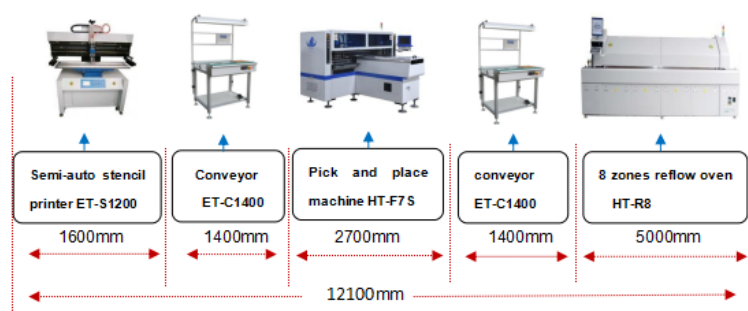 Semi-auto stencil
printer ET-S1200
Conveyor
ET-C1400
Pick and place
machine HT-F7S
conveyor
ET-C1400
8 zones reflow oven
HT-R8
1600mm
1400mm
2700mm
1400mm
5000mm
12100mm